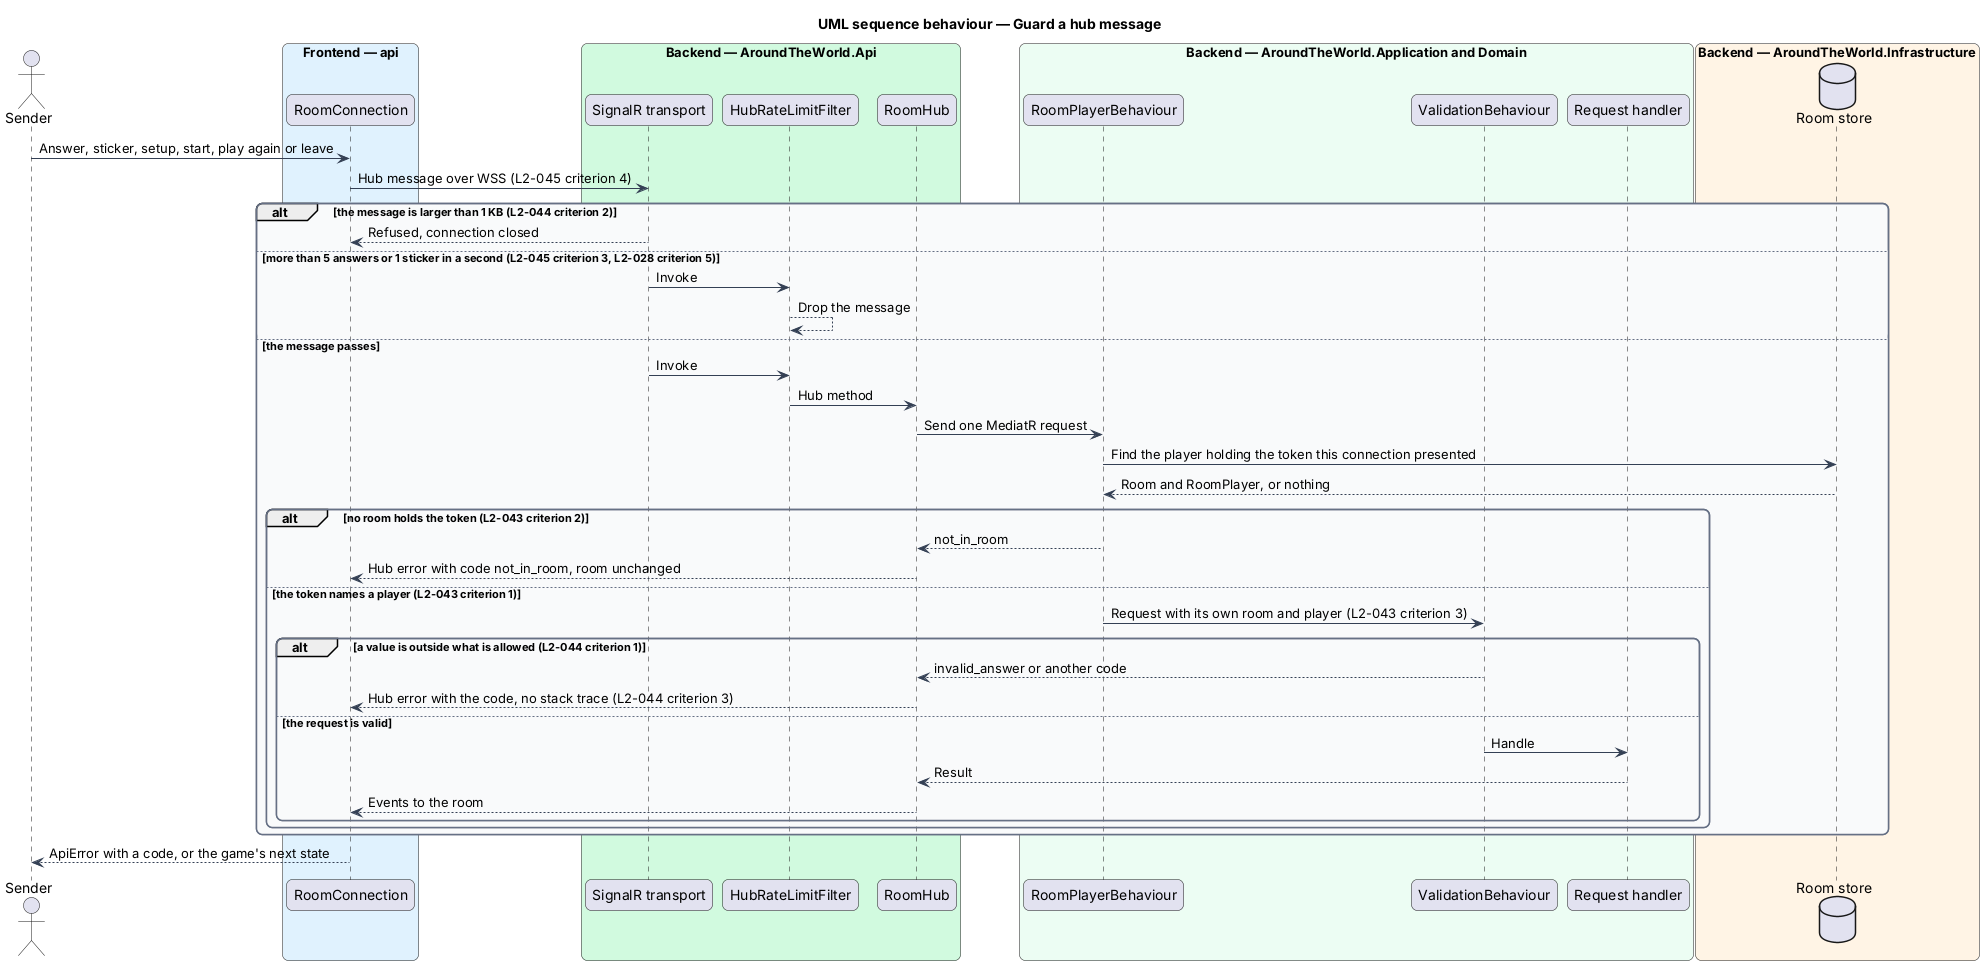 UML sequence behaviour — Guard a hub message
Frontend — api
Backend — AroundTheWorld.Api
Backend — AroundTheWorld.Application and Domain
Backend — AroundTheWorld.Infrastructure
Sender
RoomConnection
SignalR transport
HubRateLimitFilter
RoomHub
RoomPlayerBehaviour
ValidationBehaviour
Request handler
Room store
Answer, sticker, setup, start, play again or leave
Hub message over WSS (L2-045 criterion 4)
alt [the message is larger than 1 KB (L2-044 criterion 2)]
Refused, connection closed
[more than 5 answers or 1 sticker in a second (L2-045 criterion 3, L2-028 criterion 5)]
Invoke
Drop the message
[the message passes]
Invoke
Hub method
Send one MediatR request
Find the player holding the token this connection presented
Room and RoomPlayer, or nothing
alt [no room holds the token (L2-043 criterion 2)]
not_in_room
Hub error with code not_in_room, room unchanged
[the token names a player (L2-043 criterion 1)]
Request with its own room and player (L2-043 criterion 3)
alt [a value is outside what is allowed (L2-044 criterion 1)]
invalid_answer or another code
Hub error with the code, no stack trace (L2-044 criterion 3)
[the request is valid]
Handle
Result
Events to the room
ApiError with a code, or the game's next state
Sender
RoomConnection
SignalR transport
HubRateLimitFilter
RoomHub
RoomPlayerBehaviour
ValidationBehaviour
Request handler
Room store